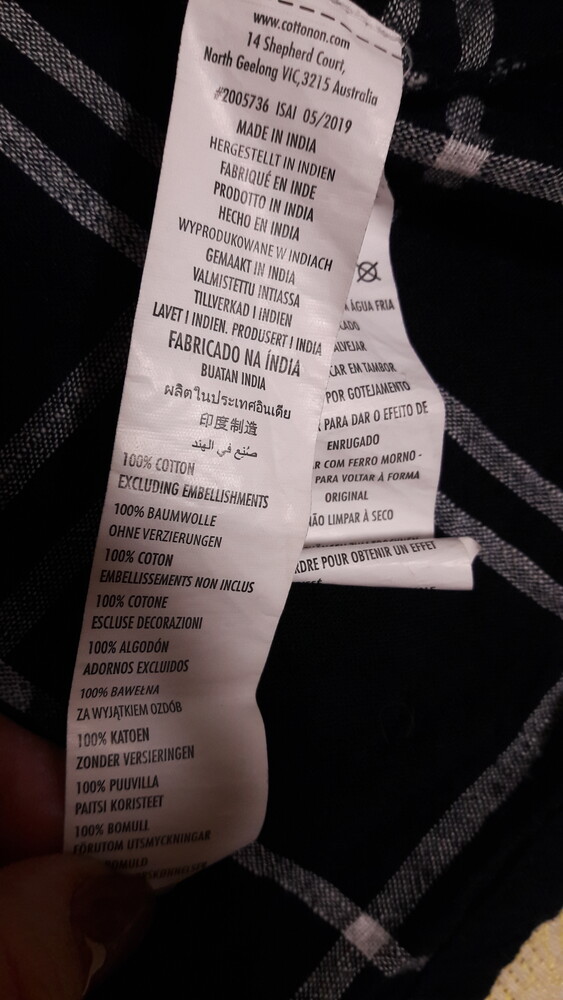 www.cottonon.com
14 Shepherd Court,
North Geelong VIC,3215 Australia
#2005736 ISAI 05/2019
MADE IN INDIA
HERGESTELLT IN INDIEN
FABRIQUÉ EN INDE
PRODOTTO IN INDIA
HECHO EN INDIA
WYPRODUKOWANE W INDIACH
GEMAAKT IN INDIA
VALMISTETTU INTIASSA
TILLVERKAD I INDIEN
LAVET I INDIEN. PRODUSERT I INDIA
FABRICADO NA ÍNDIA
BUATAN INDIA
ผลิตในประเทศอินเดีย
印度制造
صُنع في الهند
100% COTTON
EXCLUDING EMBELLISHMENTS
100% BAUMWOLLE
OHNE VERZIERUNGEN
100% COTON
EMBELLISSEMENTS NON INCLUS
100% COTONE
ESCLUSE DECORAZIONI
100% ALGODÓN
ADORNOS EXCLUIDOS
100% BAWEŁNA
ZA WYJĄTKIEM OZDÓB
100% KATOEN
ZONDER VERSIERINGEN
100% PUUVILLA
PAITSI KORISTEET
100% BOMULL
FÖRUTOM UTSMYCKNINGAR
ÁGUA FRIA
EM TAMBOR
POR GOTEJAMENTO
PARA DAR O EFEITO DE
ENRUGADO
COM FERRO MORNO -
PARA VOLTAR À FORMA
ORIGINAL
LIMPAR À SECO
POUR OBTENIR UN EFFET